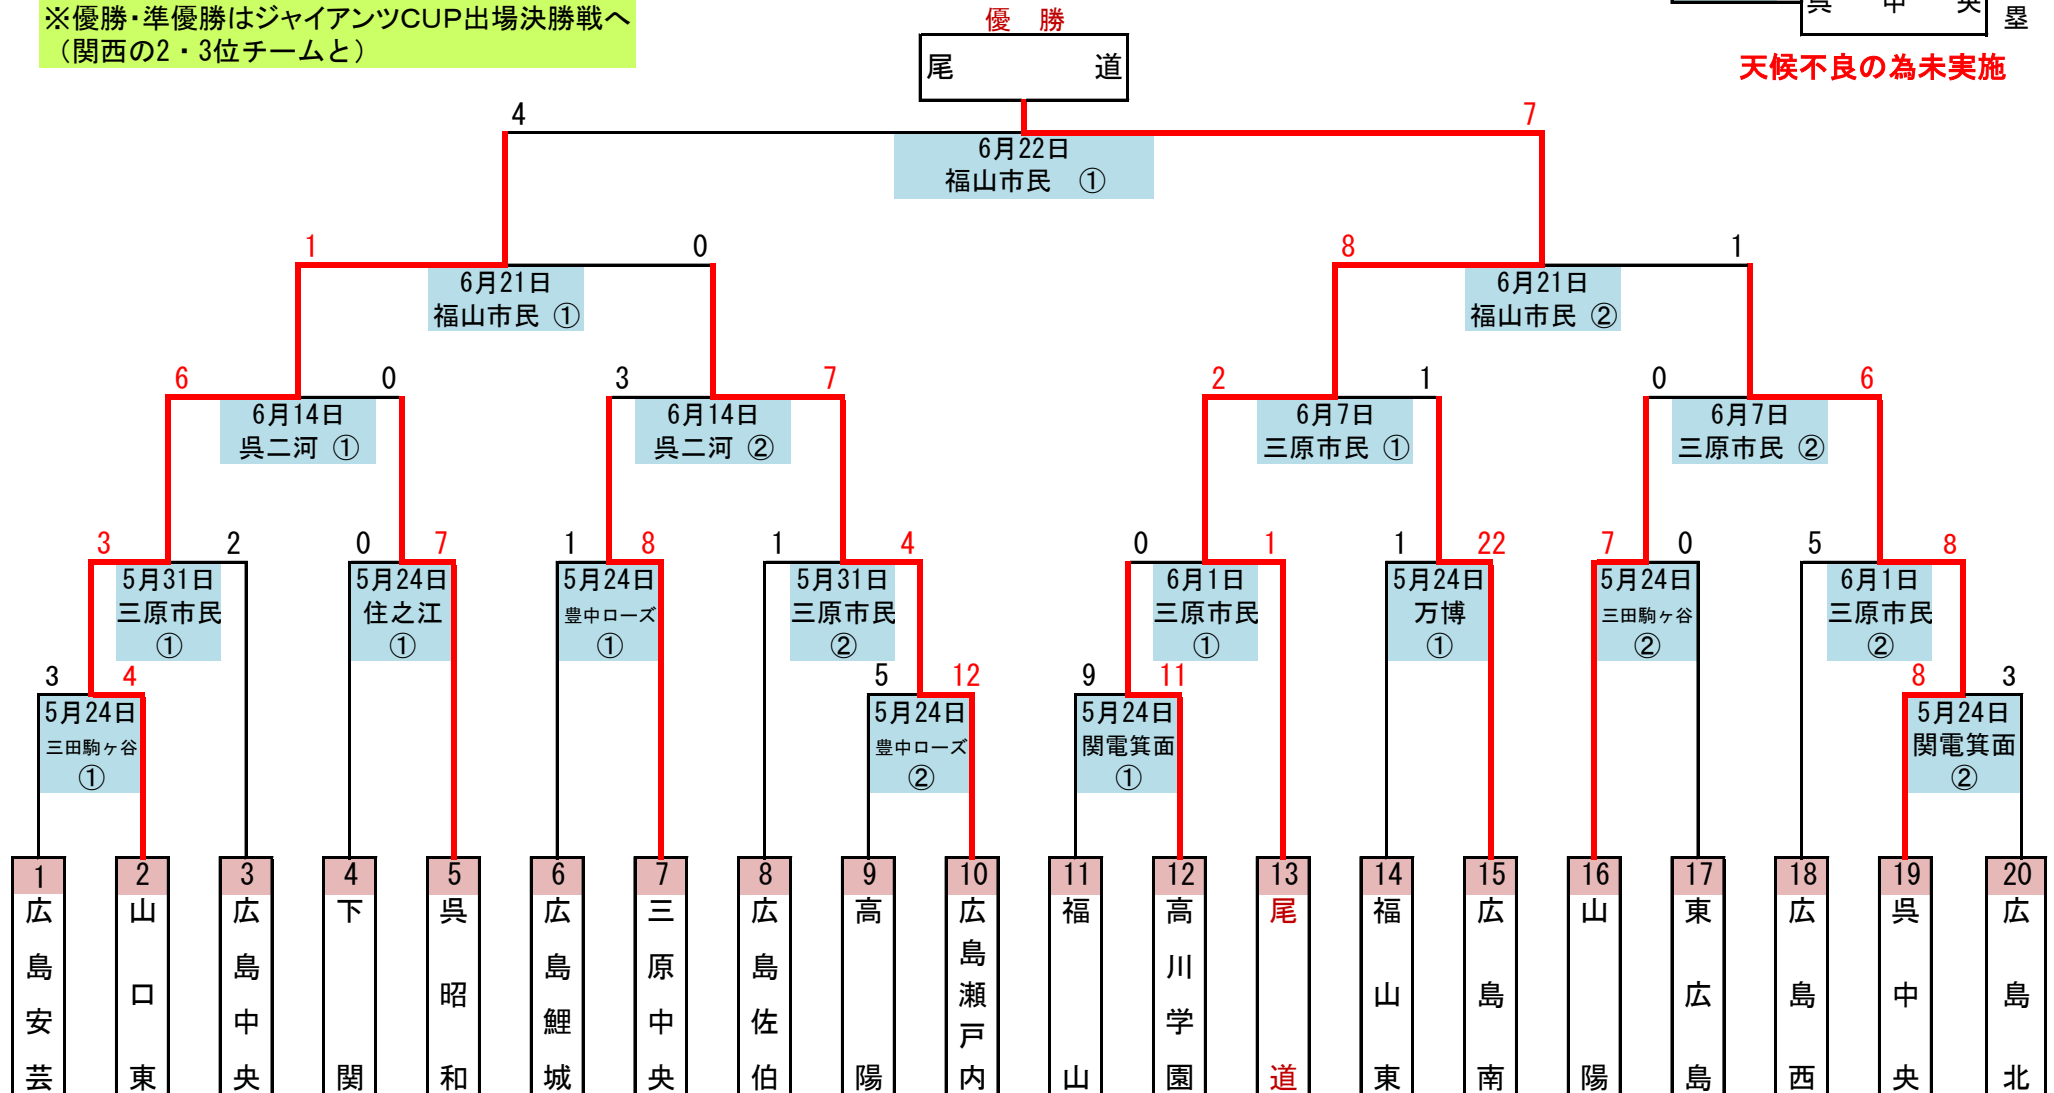 ※優勝・準優勝はジャイアンツCUP出場決勝戦へ
（関西の2・3位チームと）
優 勝
尾 道
呉 中 央
塁
天候不良の為未実施
4 7
6月22日
福山市民 ①
1 0 8 1
6月21日
福山市民 ①
6月21日
福山市民 ②
6 0 3 7 2 1 0 6
6月14日
呉二河 ①
6月14日
呉二河 ②
6月7日
三原市民 ①
6月7日
三原市民 ②
3 2 0 7 1 8 1 4 0 1 1 22 7 0 5 8
5月31日
三原市民
①
5月24日
住之江
①
5月24日
豊中ローズ
①
5月31日
三原市民
②
6月1日
三原市民
①
5月24日
万博
①
5月24日
三田駒ヶ谷
②
6月1日
三原市民
②
3 4 5 12 9 11 8 3
5月24日
三田駒ヶ谷
①
5月24日
豊中ローズ
②
5月24日
関電箕面
①
5月24日
関電箕面
②
1
広島安芸
2
山口東
3
広島中央
4
下関
5
呉昭和
6
広島鯉城
7
三原中央
8
広島佐伯
9
高陽
10
広島瀬戸内
11
福山
12
高川学園
13
尾道
14
福山東
15
広島南
16
山陽
17
東広島
18
広島西
19
呉中央
20
広島北